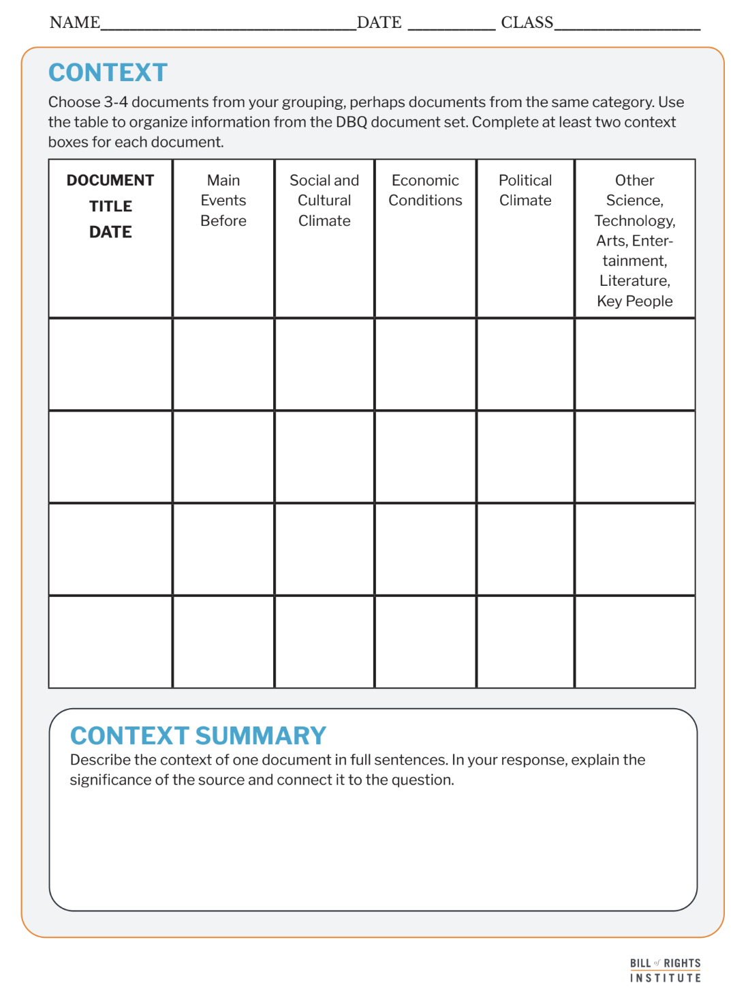 NAME___________________________________DATE ____________ CLASS____________________
CONTEXT
Choose 3-4 documents from your grouping, perhaps documents from the same category. Use
the table to organize information from the DBQ document set. Complete at least two context
boxes for each document.
DOCUMENT
TITLE
DATE
Main
Events
Before
Social and
Cultural
Climate
Economic
Conditions
Political
Climate
Other
Science,
Technology,
Arts, Enter-
tainment,
Literature,
Key People
CONTEXT SUMMARY
Describe the context of one document in full sentences. In your response, explain the
significance of the source and connect it to the question.
BILL of RIGHTS
INSTITUTE